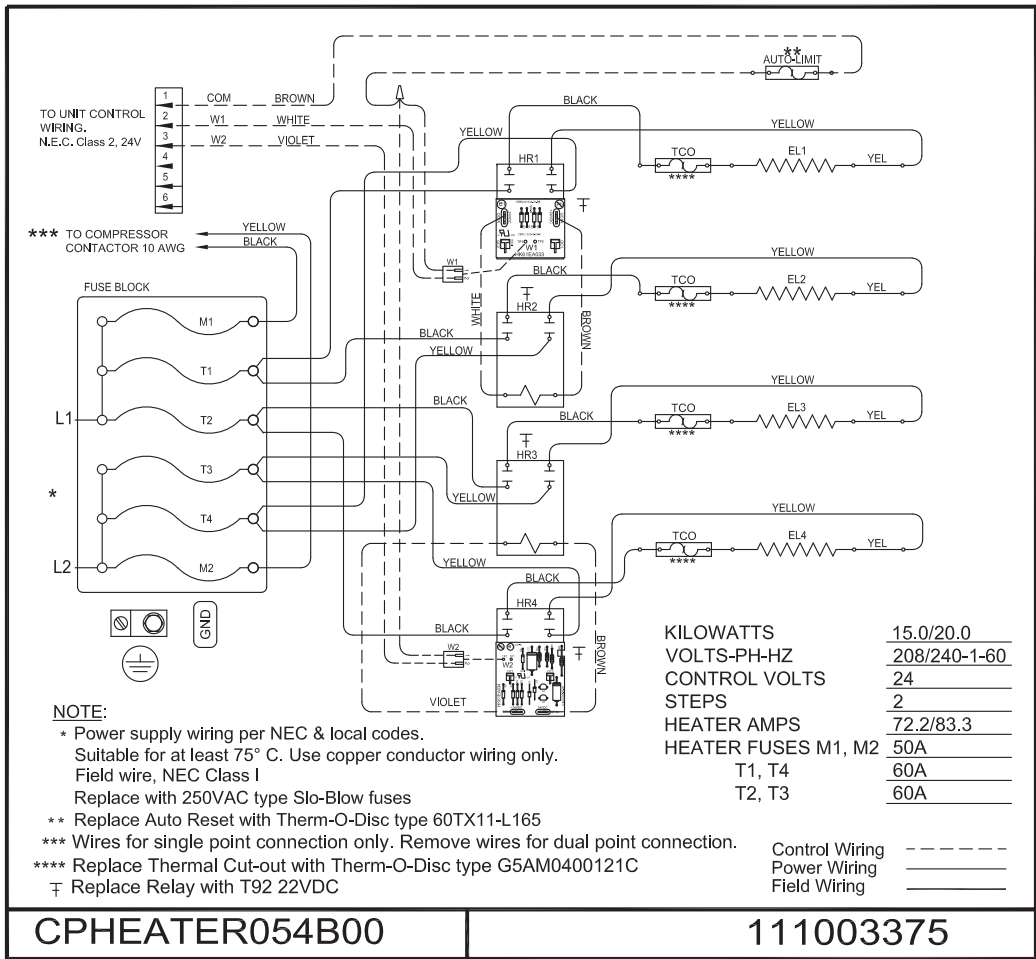 **
AUTO-LIMIT
TO UNIT CONTROL
WIRING.
N.E.C. Class 2, 24V
1
2
3
4
5
6
COM BROWN
W1 WHITE
W2 VIOLET
BLACK
YELLOW
YELLOW
HR1
TCO
****
EL1
YEL
*** TO COMPRESSOR
CONTACTOR 10 AWG
YELLOW
BLACK
W1
HK61EA033
W1
BLACK
YELLOW
TCO
****
EL2
YEL
FUSE BLOCK
WHITE
HR2
BROWN
M1
BLACK
YELLOW
T1
L1
T2
BLACK
BLACK
YELLOW
TCO
****
EL3
YEL
HR3
T3
*
YELLOW
T4
YELLOW
TCO
****
EL4
YEL
L2
M2
YELLOW
BLACK
HR4
GND
BLACK
W2
W2
BROWN
VIOLET
KILOWATTS 15.0/20.0
VOLTS-PH-HZ 208/240-1-60
CONTROL VOLTS 24
STEPS 2
HEATER AMPS 72.2/83.3
HEATER FUSES M1, M2 50A
T1, T4 60A
T2, T3 60A
NOTE:
* Power supply wiring per NEC & local codes.
Suitable for at least 75° C. Use copper conductor wiring only.
Field wire, NEC Class I
Replace with 250VAC type Slo-Blow fuses
** Replace Auto Reset with Therm-O-Disc type 60TX11-L165
*** Wires for single point connection only. Remove wires for dual point connection.
**** Replace Thermal Cut-out with Therm-O-Disc type G5AM0400121C
Replace Relay with T92 22VDC
Control Wiring
Power Wiring
Field Wiring
CPHEATER054B00
111003375